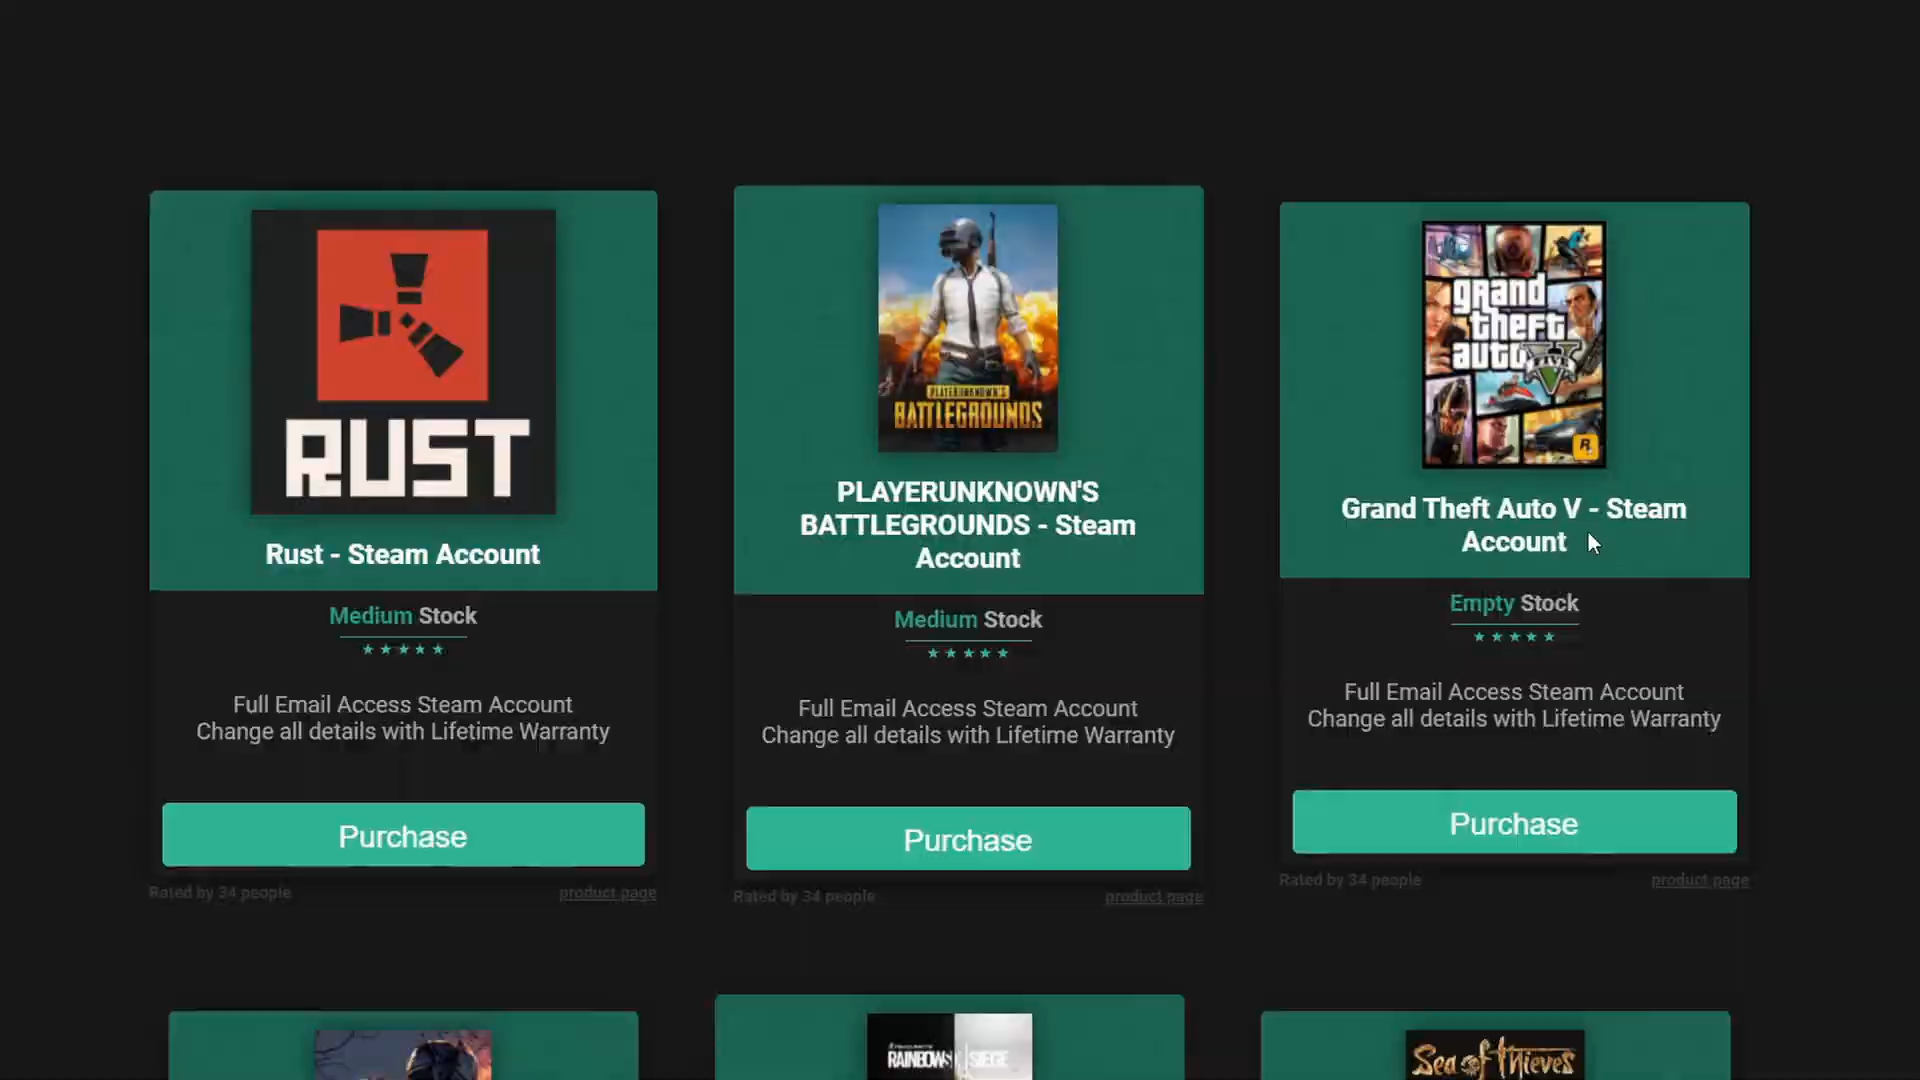 RUST
Rust - Steam Account
Medium Stock
Full Email Access Steam Account
Change all details with Lifetime Warranty
Purchase
Rated by 34 people
product page
PLAYERUNKNOWN'S
BATTLEGROUNDS
PLAYERUNKNOWN'S
BATTLEGROUNDS - Steam
Account
Medium Stock
Full Email Access Steam Account
Change all details with Lifetime Warranty
Purchase
Rated by 34 people
product page
grand
theft
auto V
FIVE
R
Grand Theft Auto V - Steam
Account
Empty Stock
Full Email Access Steam Account
Change all details with Lifetime Warranty
Purchase
Rated by 34 people
product page
RAINBOW SIX SIEGE
Sea of Thieves